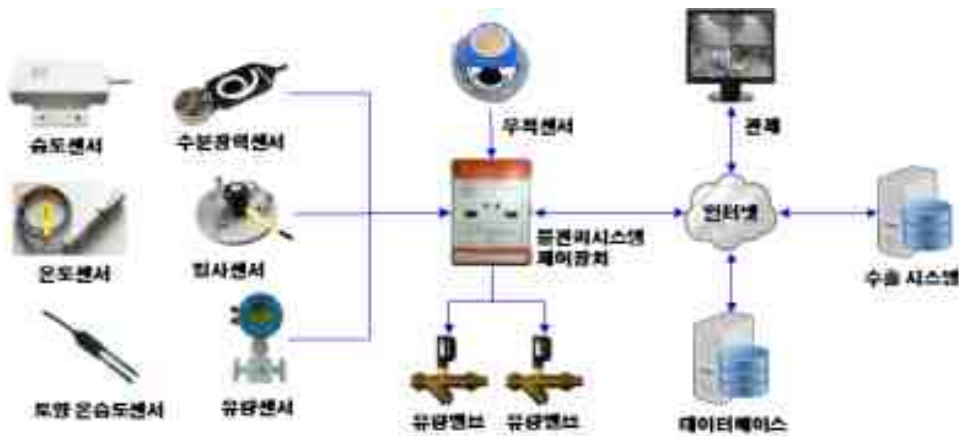 우적센서
관제
습도센서
수분장력센서
인터넷
물관리시스템
제어장치
온도센서
일사센서
수출 시스템
토양 온습도센서
유량센서
유량밸브
유량밸브
데이터베이스